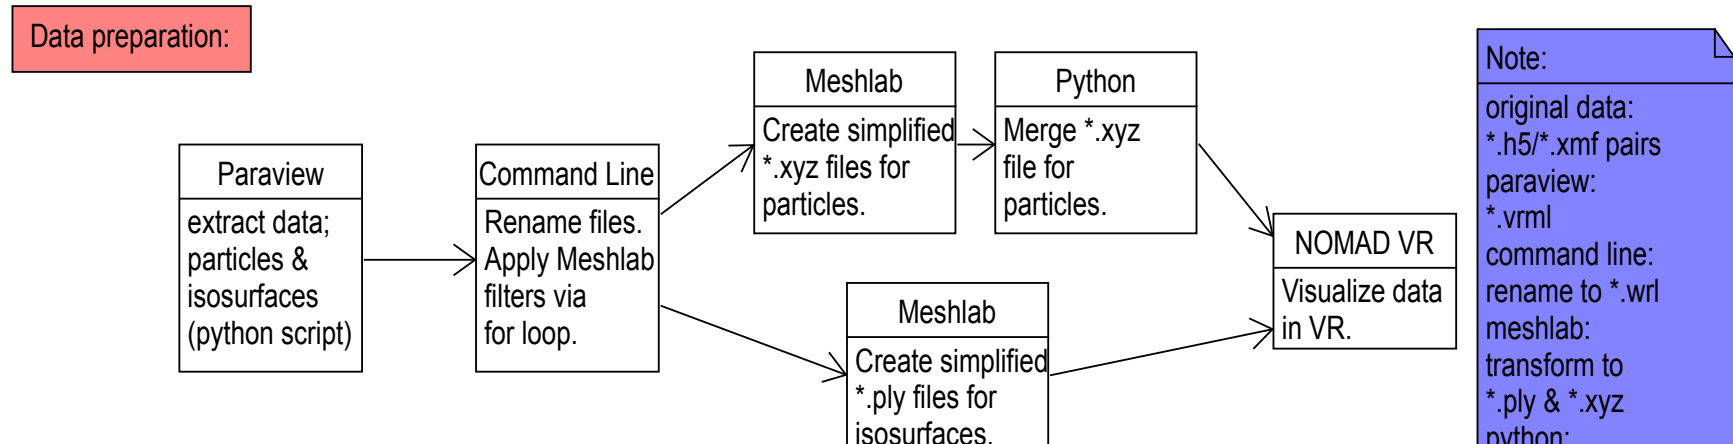 Data preparation:
Paraview
extract data;
particles &
isosurfaces
(python script)
Command Line
Rename files.
Apply Meshlab
filters via
for loop.
Meshlab
Create simplified
*.xyz files for
particles.
Python
Merge *.xyz
file for
particles.
Meshlab
Create simplified
*.ply files for
isosurfaces.
NOMAD VR
Visualize data
in VR.
Note:
original data:
*.h5/*.xmf pairs
paraview:
*.vrml
command line:
rename to *.wrl
meshlab:
transform to
*.ply & *.xyz
python: